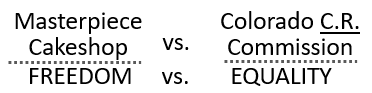 Masterpiece Colorado C.R.
Cakeshop vs. Commission
FREEDOM vs. EQUALITY